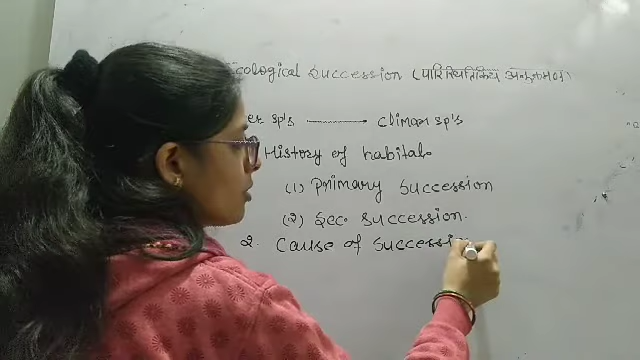 cological Succession (पारिस्थितिकीय अनुक्रमण)
er sp's → climax sp's
History of habitat
(1) Primary Succession
(2) Sec. succession.
2. Cause of succession